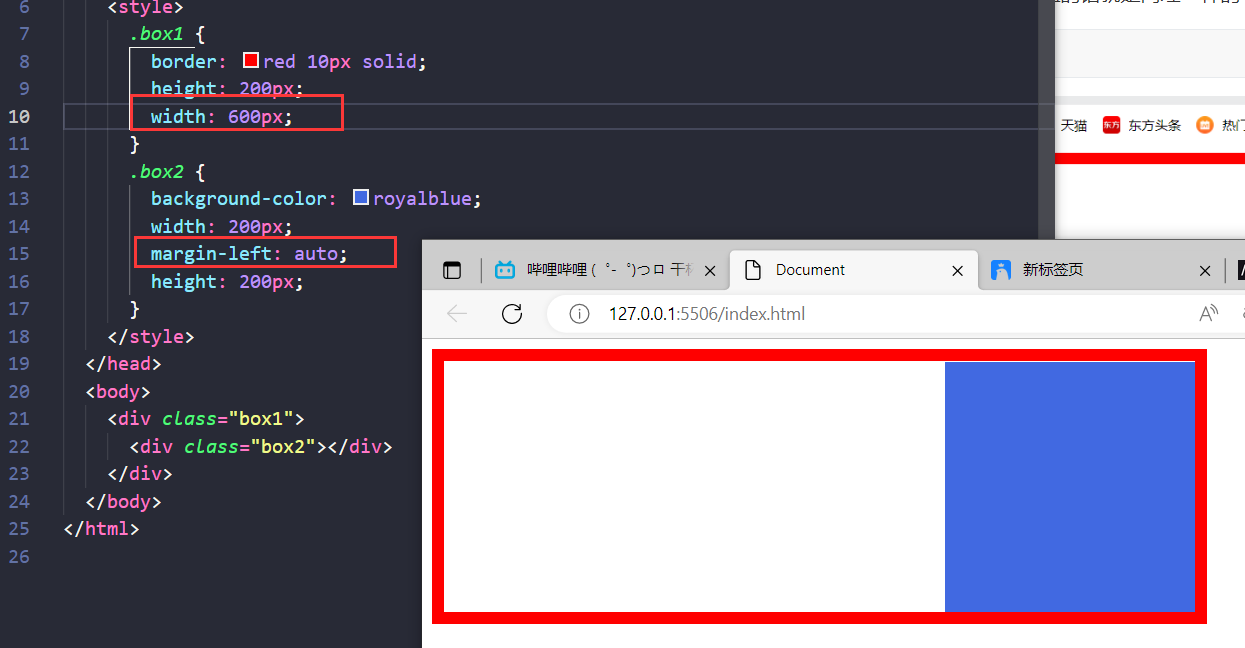 6 <style>
7 .box1 {
8 border: red 10px solid;
9 height: 200px;
10 width: 600px;
11 }
12 .box2 {
13 background-color: royalblue;
14 width: 200px;
15 margin-left: auto;
16 height: 200px;
17 }
18 </style>
19 </head>
20 <body>
21 <div class="box1">
22 <div class="box2"></div>
23 </div>
24 </body>
25 </html>
26
天猫 东方 东方头条 热门
哔哩哔哩 (゜-゜)つロ 干杯 Document 新标签页
127.0.0.1:5506/index.html